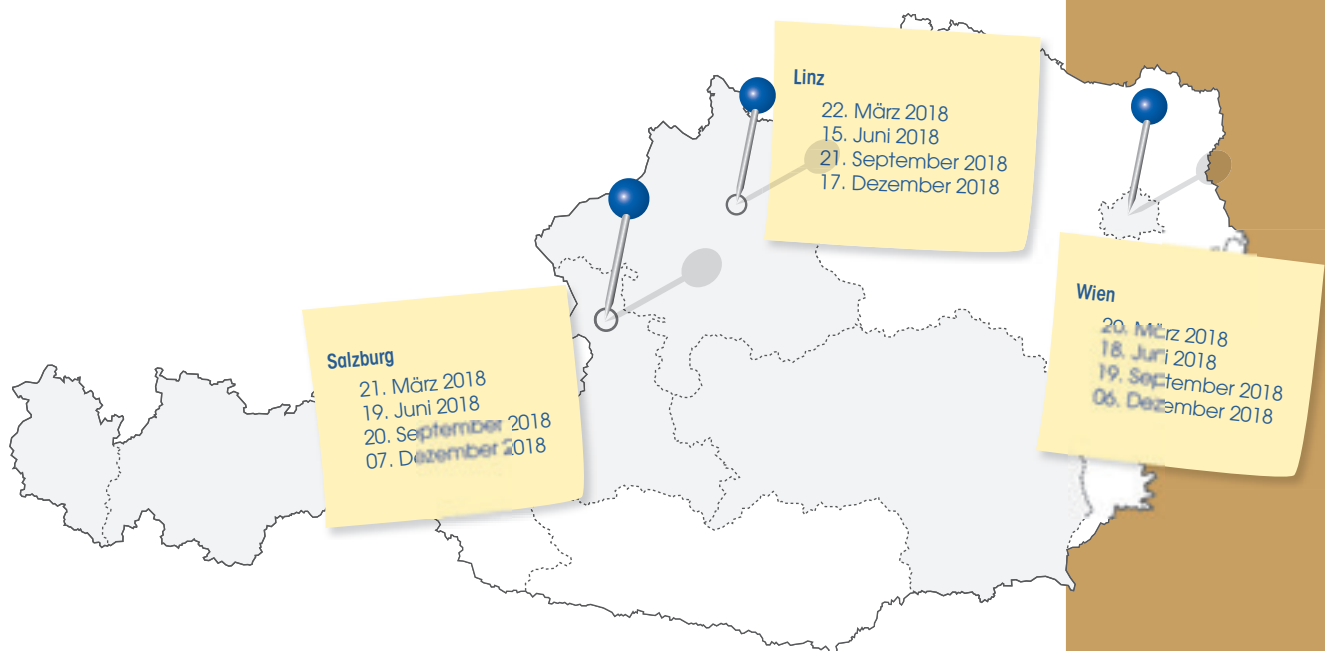 Linz
22. März 2018
15. Juni 2018
21. September 2018
17. Dezember 2018
Salzburg
21. März 2018
19. Juni 2018
20. September 2018
07. Dezember 2018
Wien
20. März 2018
18. Juni 2018
19. September 2018
06. Dezember 2018